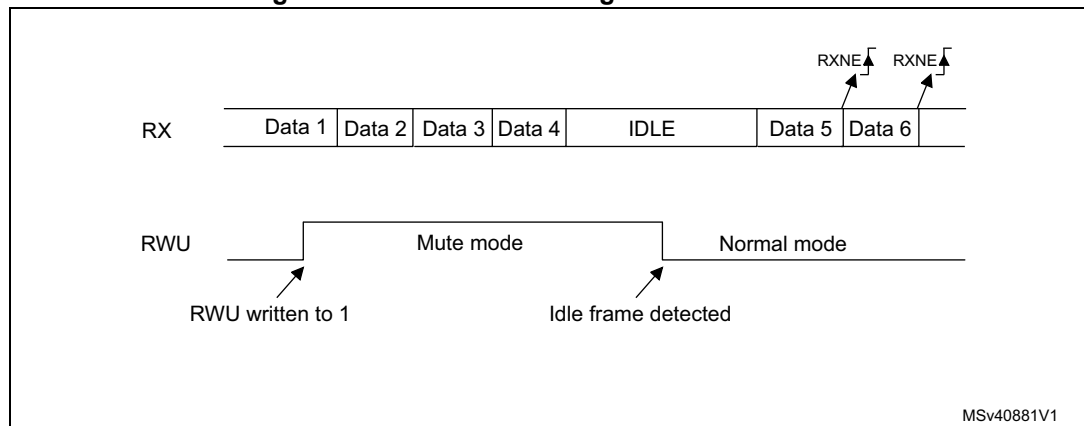 RXNE RXNE
RX Data 1 Data 2 Data 3 Data 4 IDLE Data 5 Data 6
RWU Mute mode Normal mode
RWU written to 1 Idle frame detected
MSv40881V1